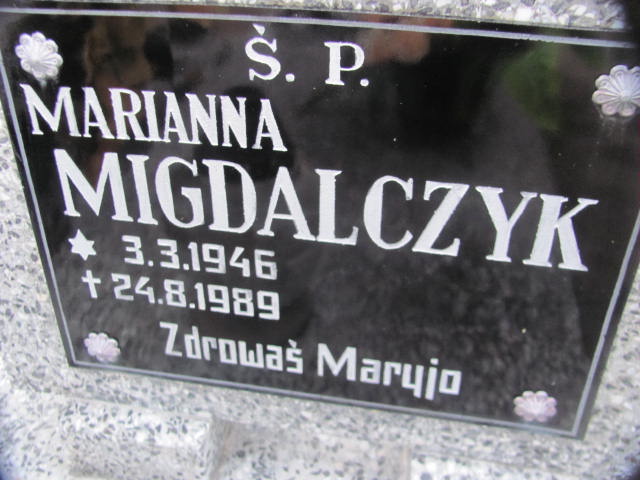 Ś. P.
MARIANNA
MIGDALCZYK
✶ 3.3.1946
✝ 24.8.1989
Zdrowaś Maryjo